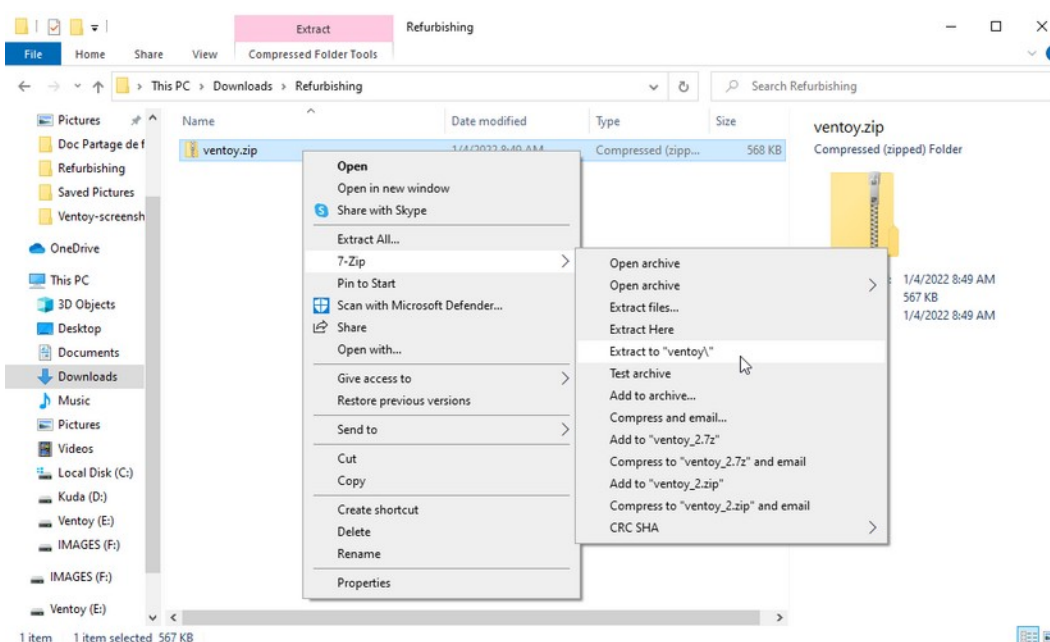 Extract
Refurbishing
File
Home
Share
View
Compressed Folder Tools
This PC > Downloads > Refurbishing
Search Refurbishing
Pictures
Doc Partage de f
Refurbishing
Saved Pictures
Ventoy-screensh
OneDrive
This PC
3D Objects
Desktop
Documents
Downloads
Music
Pictures
Videos
Local Disk (C:)
Kuda (D:)
Ventoy (E:)
IMAGES (F:)
IMAGES (F:)
Ventoy (E:)
Name
Date modified
Type
Size
ventoy.zip
1/4/2022 8:49 AM
Compressed (zipp...
568 KB
Open
Open in new window
Share with Skype
Extract All...
7-Zip
Pin to Start
Scan with Microsoft Defender...
Share
Open with...
Give access to
Restore previous versions
Send to
Cut
Copy
Create shortcut
Delete
Rename
Properties
Open archive
Open archive
Extract files...
Extract Here
Extract to "ventoy\"
Test archive
Add to archive...
Compress and email...
Add to "ventoy_2.7z"
Compress to "ventoy_2.7z" and email
Add to "ventoy_2.zip"
Compress to "ventoy_2.zip" and email
CRC SHA
ventoy.zip
Compressed (zipped) Folder
1/4/2022 8:49 AM
567 KB
1/4/2022 8:49 AM
1 item
1 item selected 567 KB